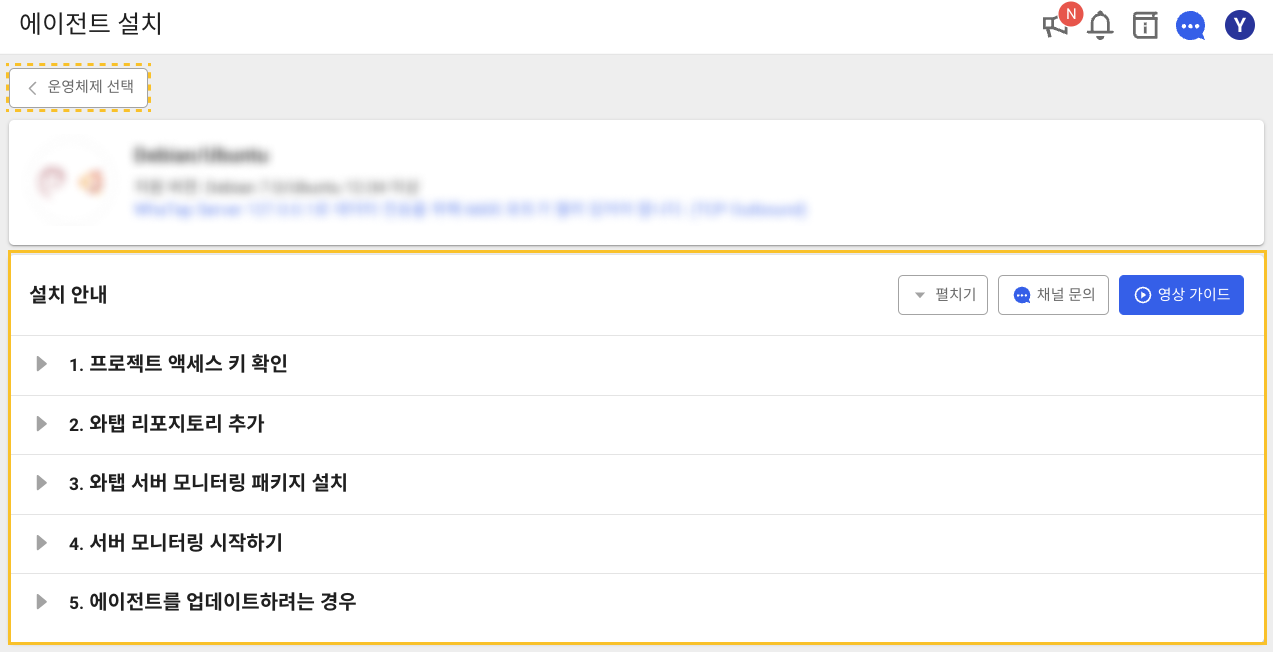 에이전트 설치
N
Y
운영체제 선택
Debian/Ubuntu
설치 안내
펼치기
채널 문의
영상 가이드
1. 프로젝트 액세스 키 확인
2. 와탭 리포지토리 추가
3. 와탭 서버 모니터링 패키지 설치
4. 서버 모니터링 시작하기
5. 에이전트를 업데이트하려는 경우